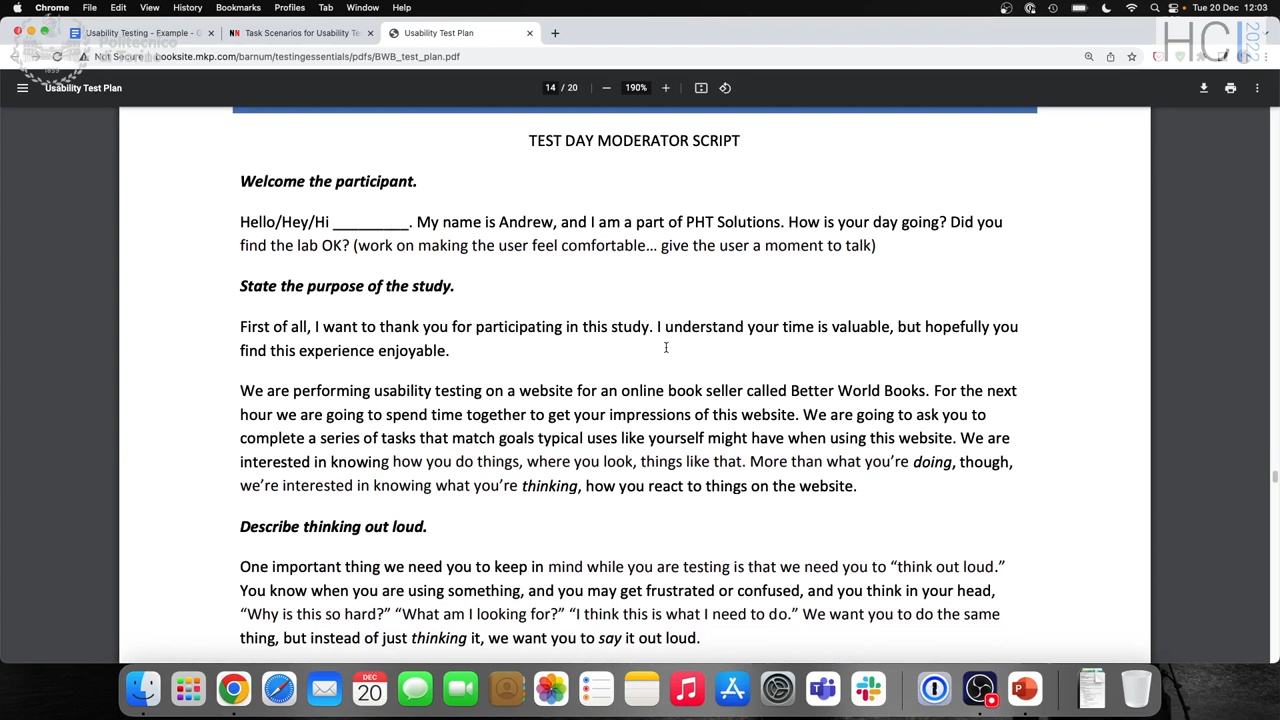 Chrome File Edit View History Bookmarks Profiles Tab Window Help Tue 20 Dec 12:03
Usability Testing - Example - G
Task Scenarios for Usability Te
Usability Test Plan
Politecnico
1859
HCI 2022
Not Secure booksite.mkp.com/barnum/testingessentials/pdfs/BWB_test_plan.pdf
Usability Test Plan 14 / 20 190%
TEST DAY MODERATOR SCRIPT
Welcome the participant.
Hello/Hey/Hi _________. My name is Andrew, and I am a part of PHT Solutions. How is your day going? Did you
find the lab OK? (work on making the user feel comfortable… give the user a moment to talk)
State the purpose of the study.
First of all, I want to thank you for participating in this study. I understand your time is valuable, but hopefully you
find this experience enjoyable.
We are performing usability testing on a website for an online book seller called Better World Books. For the next
hour we are going to spend time together to get your impressions of this website. We are going to ask you to
complete a series of tasks that match goals typical uses like yourself might have when using this website. We are
interested in knowing how you do things, where you look, things like that. More than what you’re doing, though,
we’re interested in knowing what you’re thinking, how you react to things on the website.
Describe thinking out loud.
One important thing we need you to keep in mind while you are testing is that we need you to “think out loud.”
You know when you are using something, and you may get frustrated or confused, and you think in your head,
“Why is this so hard?” “What am I looking for?” “I think this is what I need to do.” We want you to do the same
thing, but instead of just thinking it, we want you to say it out loud.
DEC
20